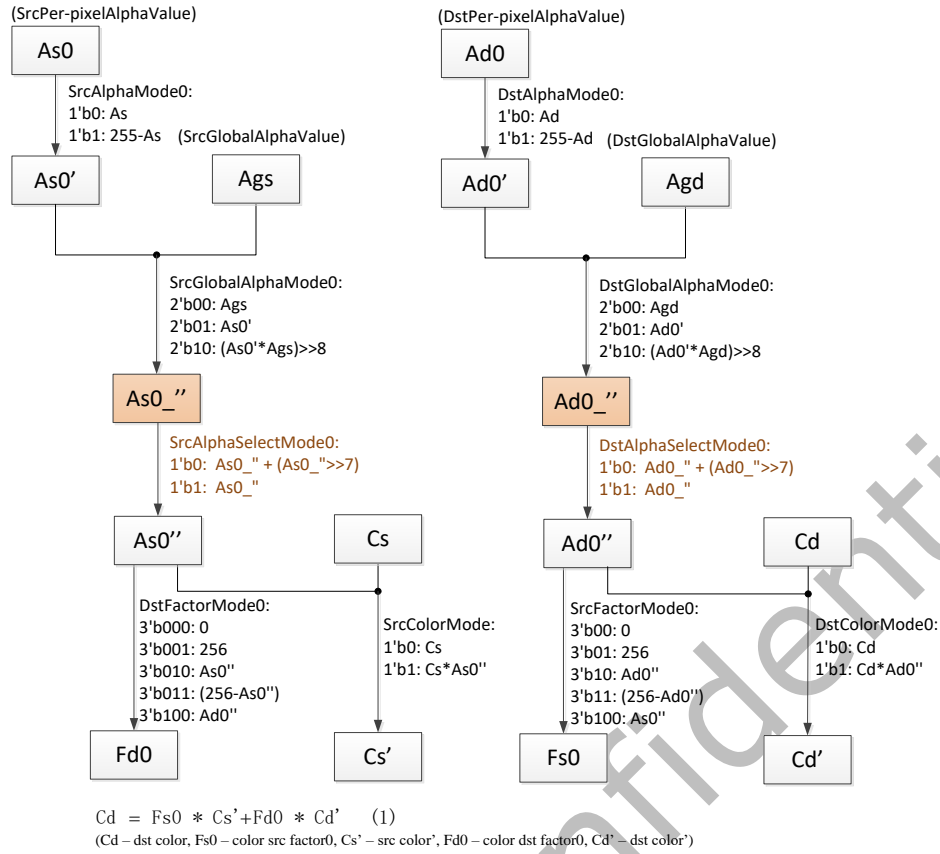 (SrcPer-pixelAlphaValue)
As0
SrcAlphaMode0:
1'b0: As
1'b1: 255-As
(SrcGlobalAlphaValue)
As0’
Ags
SrcGlobalAlphaMode0:
2'b00: Ags
2'b01: As0'
2'b10: (As0'*Ags)>>8
As0_’’
SrcAlphaSelectMode0:
1'b0: As0_" + (As0_">>7)
1'b1: As0_"
As0’’
Cs
DstFactorMode0:
3'b000: 0
3'b001: 256
3'b010: As0''
3'b011: (256-As0'')
3'b100: Ad0''
SrcColorMode:
1'b0: Cs
1'b1: Cs*As0''
Fd0
Cs’
(DstPer-pixelAlphaValue)
Ad0
DstAlphaMode0:
1'b0: Ad
1'b1: 255-Ad
(DstGlobalAlphaValue)
Ad0’
Agd
DstGlobalAlphaMode0:
2'b00: Agd
2'b01: Ad0'
2'b10: (Ad0'*Agd)>>8
Ad0_’’
DstAlphaSelectMode0:
1'b0: Ad0_" + (Ad0_">>7)
1'b1: Ad0_"
Ad0’’
Cd
SrcFactorMode0:
3'b00: 0
3'b01: 256
3'b10: Ad0''
3'b11: (256-Ad0'')
3'b100: As0''
DstColorMode0:
1'b0: Cd
1'b1: Cd*Ad0''
Fs0
Cd’
Cd = Fs0 * Cs’+Fd0 * Cd’ (1)
(Cd – dst color, Fs0 – color src factor0, Cs’ – src color’, Fd0 – color dst factor0, Cd’ – dst color’)
nfidenti